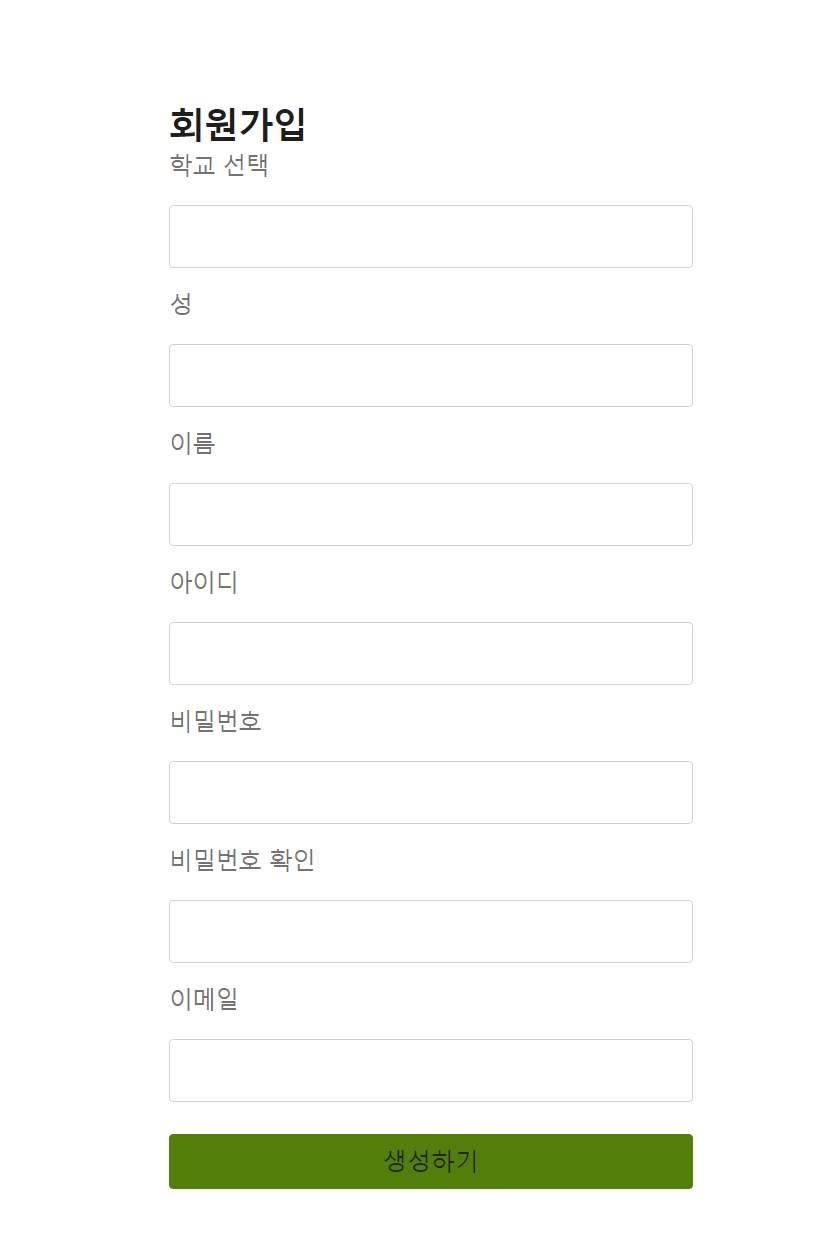 회원가입
학교 선택
성
이름
아이디
비밀번호
비밀번호 확인
이메일
생성하기